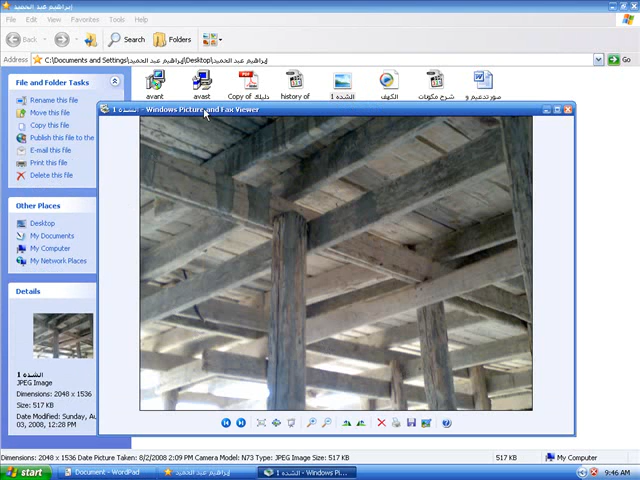 إبراهيم عبد الحميد
File Edit View Favorites Tools Help
Back Search Folders
Address C:\Documents and Settings\إبراهيم عبد الحميد\Desktop\إبراهيم عبد الحميد Go
File and Folder Tasks
Rename this file
Move this file
Copy this file
Publish this file to the
E-mail this file
Print this file
Delete this file
Other Places
Desktop
My Documents
My Computer
My Network Places
Details
الشده 1
JPEG Image
Dimensions: 2048 x 1536
Size: 517 KB
Date Modified: Sunday, Au
03, 2008, 12:28 PM
avant avast Copy of دليلك history of الشده 1 الكهف شرح مكونات
الشده 1 - Windows Picture and Fax Viewer
Dimensions: 2048 x 1536 Date Picture Taken: 8/2/2008 2:09 PM Camera Model: N73 Type: JPEG Image Size: 517 KB 517 KB My Computer
start Document - WordPad إبراهيم عبد الحميد الشده 1 - Windows Pi... 9:46 AM